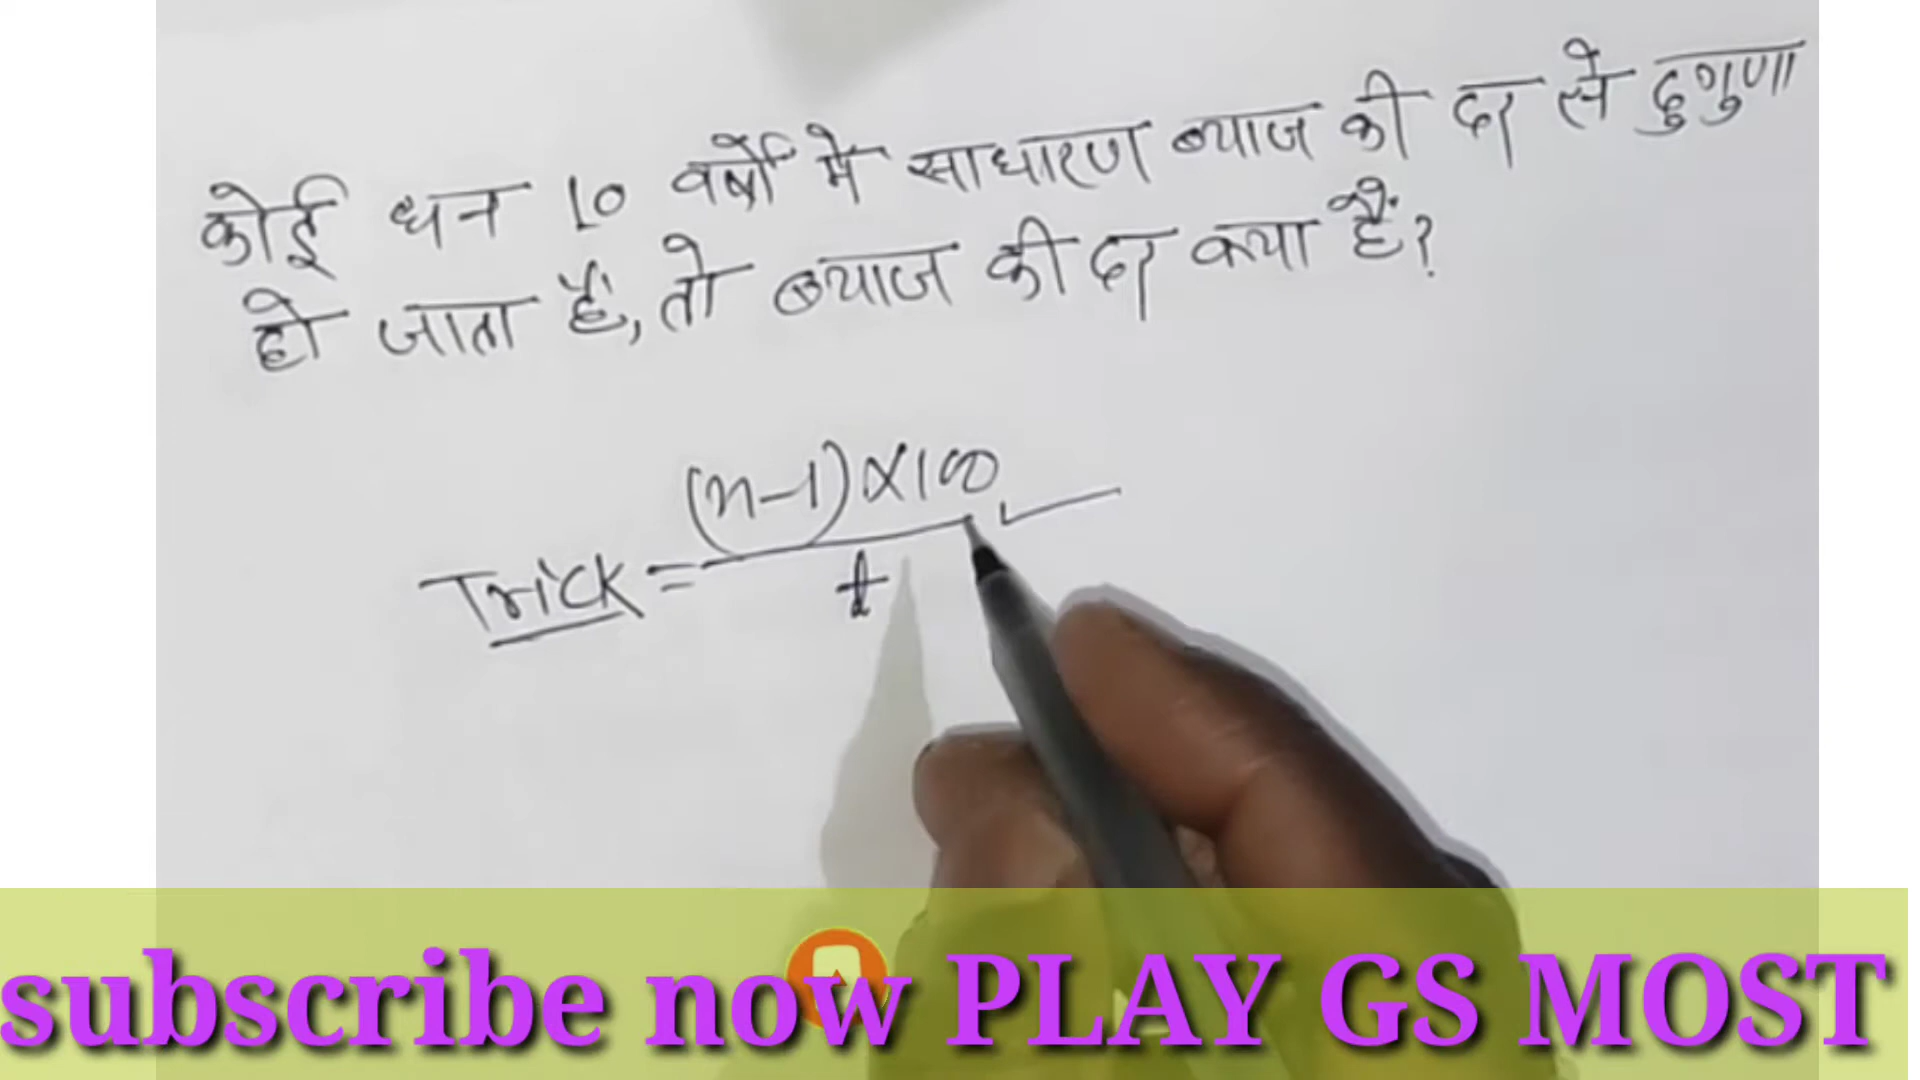 कोई धन 10 वर्षों में साधारण ब्याज की दर से दुगुणा
हो जाता हैं, तो ब्याज की दर क्या हैं?
(n-1)×100
Trick =
t
subscribe now PLAY GS MOST